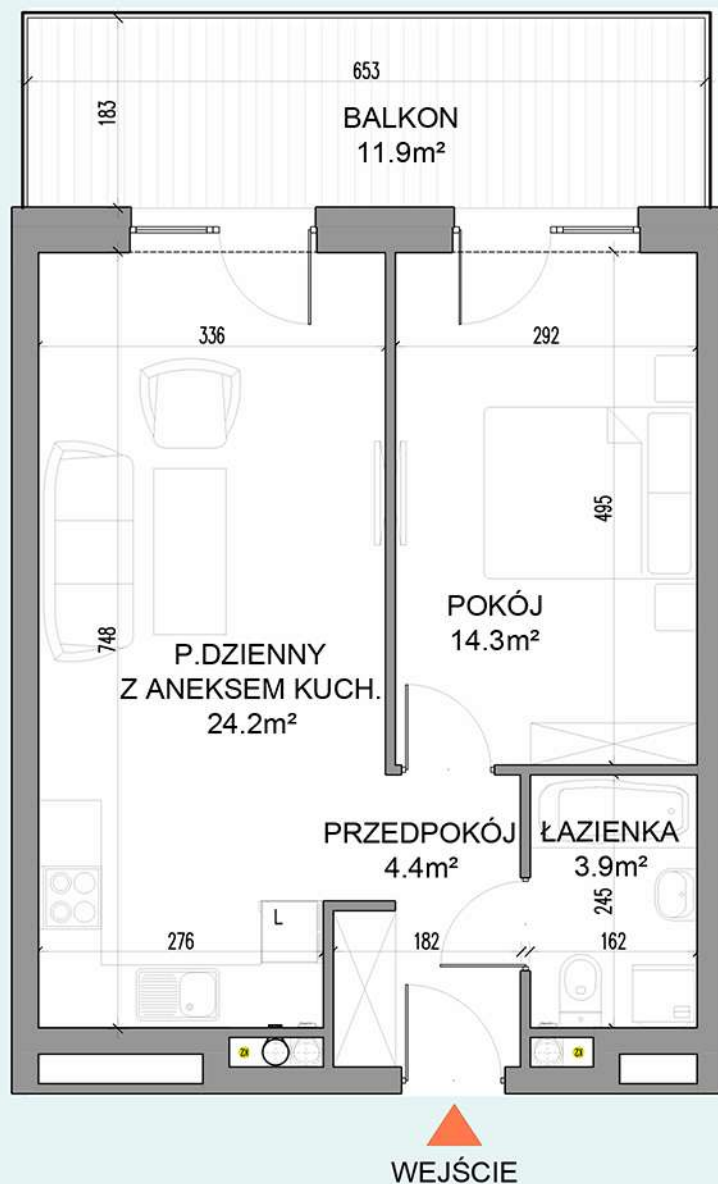 653
183
BALKON
11.9m²
336
292
495
POKÓJ
14.3m²
748
P.DZIENNY
Z ANEKSEM KUCH.
24.2m²
PRZEDPOKÓJ
4.4m²
ŁAZIENKA
3.9m²
245
L
276
182
162
WEJŚCIE